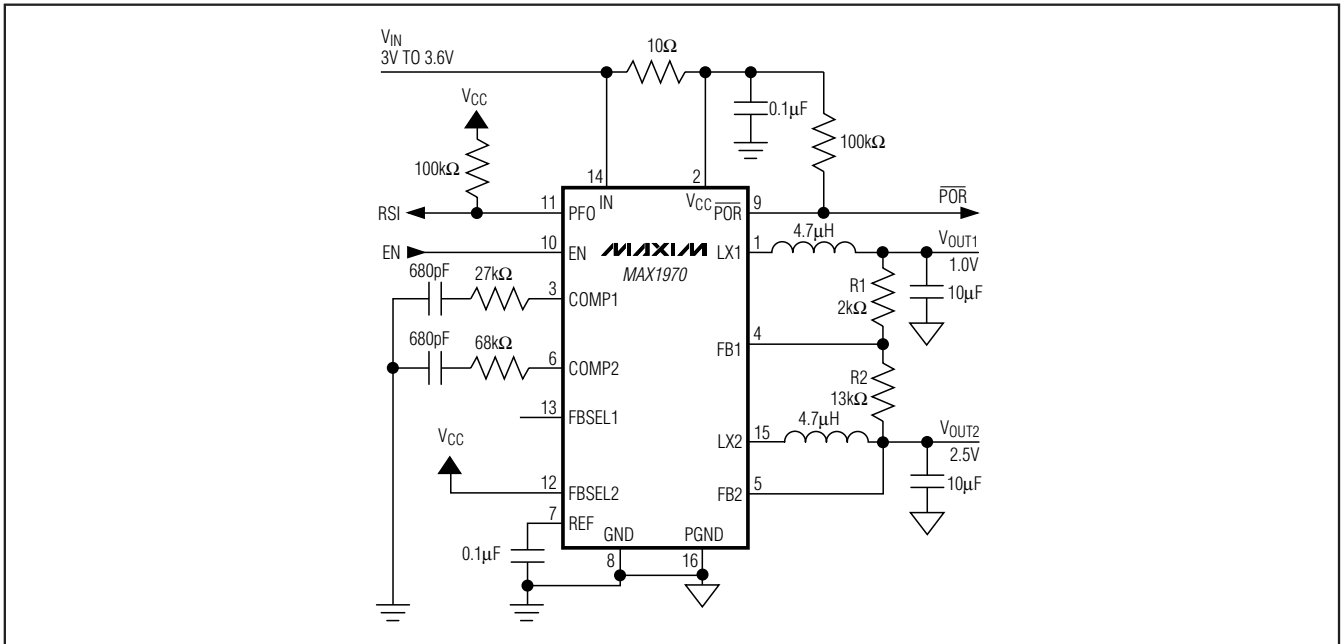 VIN
3V TO 3.6V
10Ω
VCC
0.1µF
100kΩ
100kΩ
14
2
IN
VCC
POR
11
PFO
9
POR
RSI
4.7µH
10
EN
EN
MAXIM
MAX1970
LX1
1
VOUT1
1.0V
680pF
27kΩ
3
COMP1
R1
2kΩ
10µF
680pF
68kΩ
6
COMP2
FB1
4
R2
13kΩ
13
FBSEL1
4.7µH
LX2
15
VOUT2
2.5V
VCC
12
FBSEL2
FB2
5
10µF
7
REF
GND
PGND
0.1µF
8
16